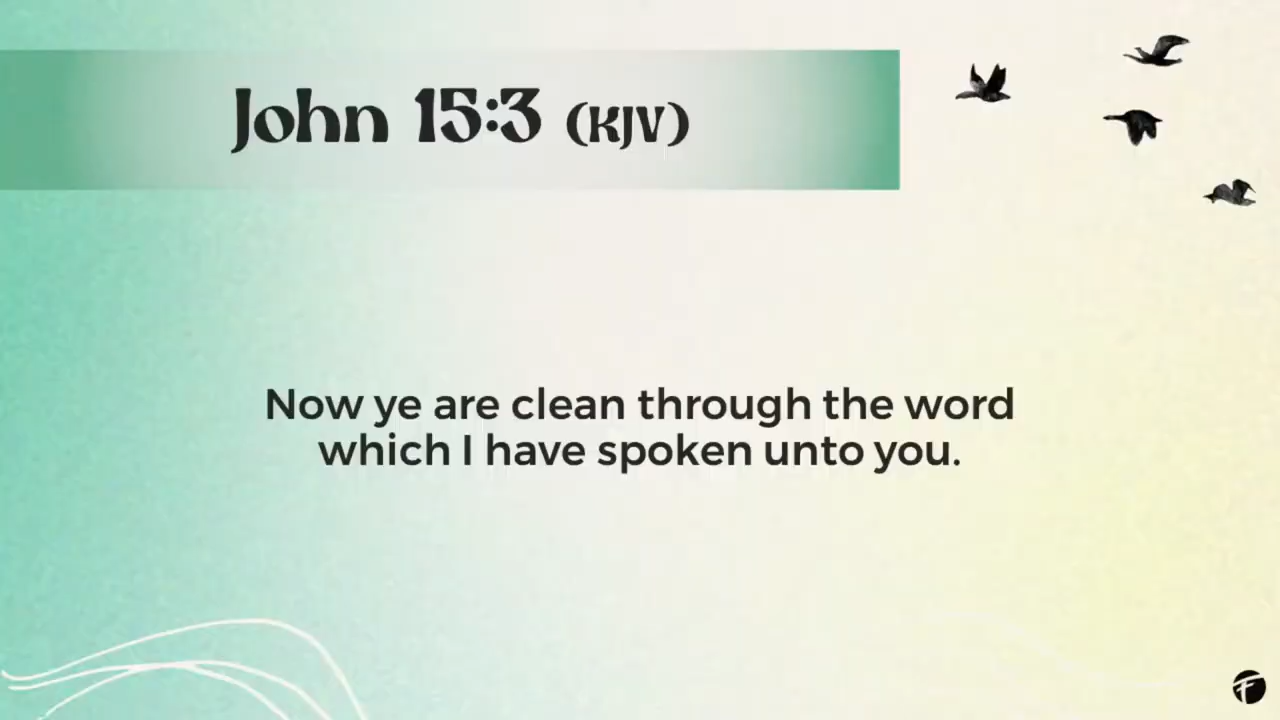 John 15:3 (KJV)
Now ye are clean through the word
which I have spoken unto you.